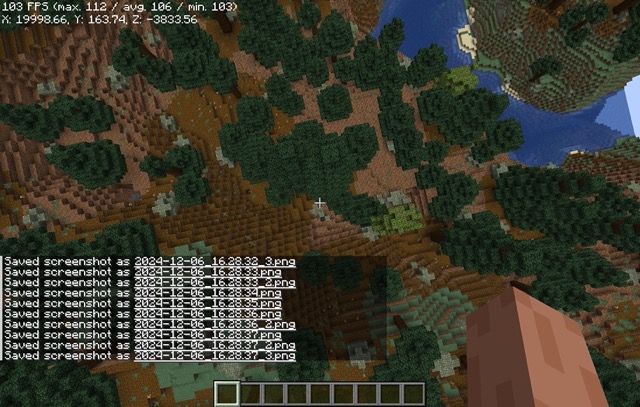 103 FPS (max. 112 / avg. 106 / min. 103)
X: 19998.66, Y: 163.74, Z: -3833.56
Saved screenshot as 2024-12-06_16.28.32_3.png
Saved screenshot as 2024-12-06_16.28.33.png
Saved screenshot as 2024-12-06_16.28.33_2.png
Saved screenshot as 2024-12-06_16.28.34.png
Saved screenshot as 2024-12-06_16.28.35.png
Saved screenshot as 2024-12-06_16.28.36.png
Saved screenshot as 2024-12-06_16.28.36_2.png
Saved screenshot as 2024-12-06_16.28.37.png
Saved screenshot as 2024-12-06_16.28.37_2.png
Saved screenshot as 2024-12-06_16.28.37_3.png